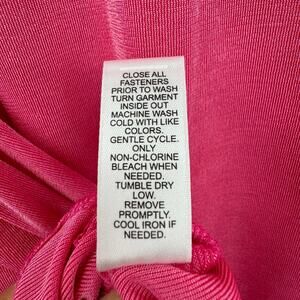 CLOSE ALL
FASTENERS
PRIOR TO WASH
TURN GARMENT
INSIDE OUT
MACHINE WASH
COLD WITH LIKE
COLORS.
GENTLE CYCLE.
ONLY
NON-CHLORINE
BLEACH WHEN
NEEDED.
TUMBLE DRY
LOW.
REMOVE
PROMPTLY.
COOL IRON IF
NEEDED.